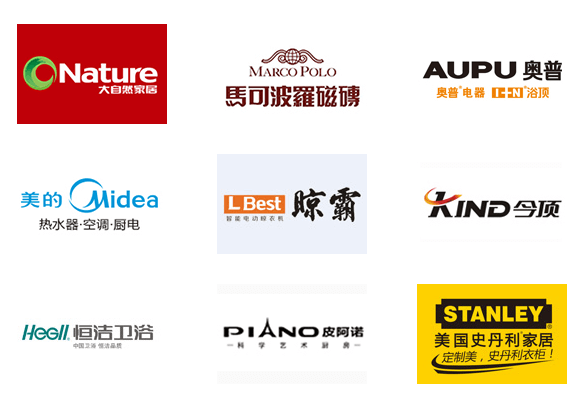 Nature
大自然家居
MARCO POLO
馬可波羅磁磚
AUPU 奥普
奥普®电器 1+N®浴顶
美的 Midea
热水器·空调·厨电
L Best 晾霸
智能电动晾衣机
KIND 今顶
HeGll. 恒洁卫浴
中国卫浴 恒洁品质
PIANO 皮阿诺
科学艺术厨房
STANLEY®
美国史丹利®家居
定制美，史丹利衣柜！